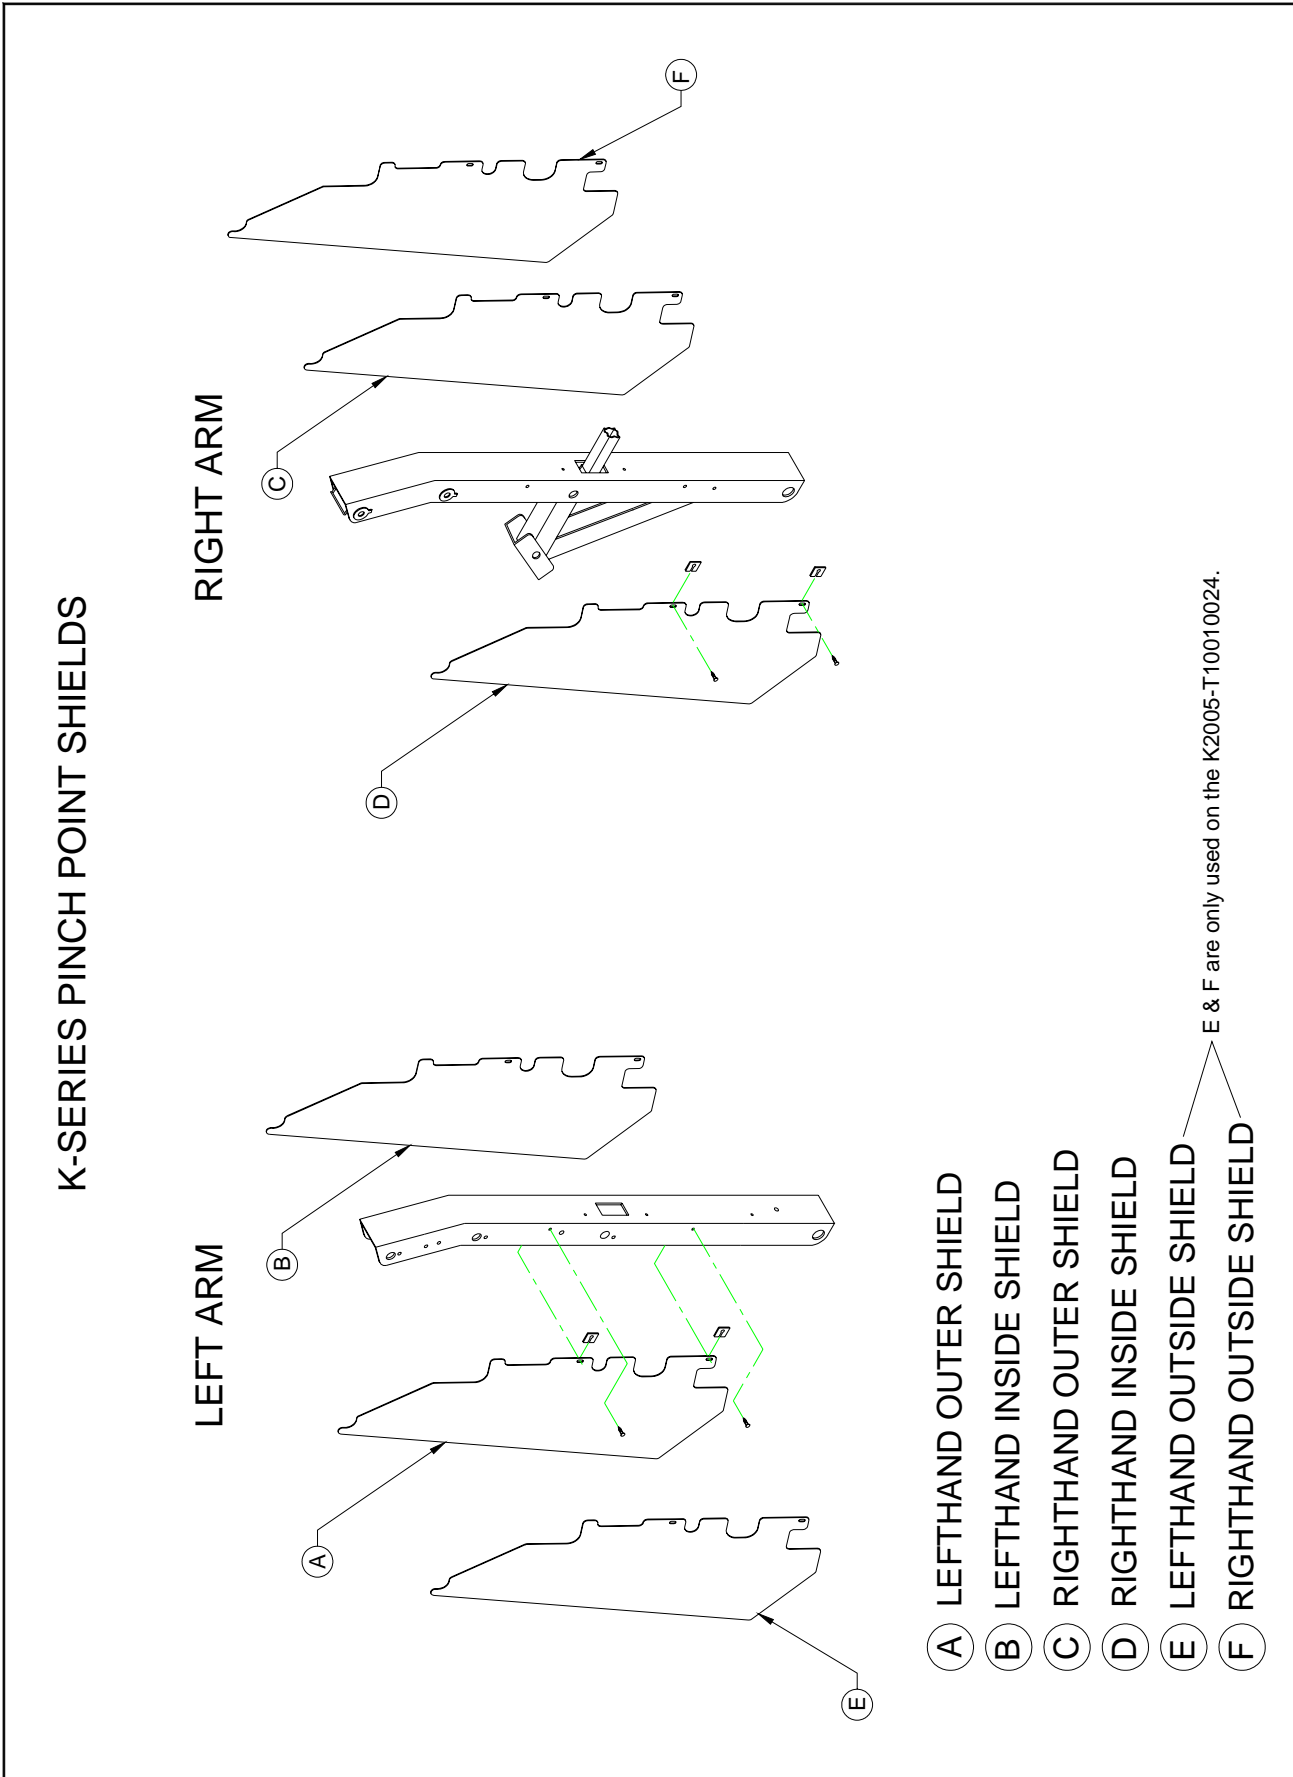 K-SERIES PINCH POINT SHIELDS
LEFT ARM
RIGHT ARM
A
B
C
D
E
F
A LEFTHAND OUTER SHIELD
B LEFTHAND INSIDE SHIELD
C RIGHTHAND OUTER SHIELD
D RIGHTHAND INSIDE SHIELD
E LEFTHAND OUTSIDE SHIELD
F RIGHTHAND OUTSIDE SHIELD
E & F are only used on the K2005-T10010024.